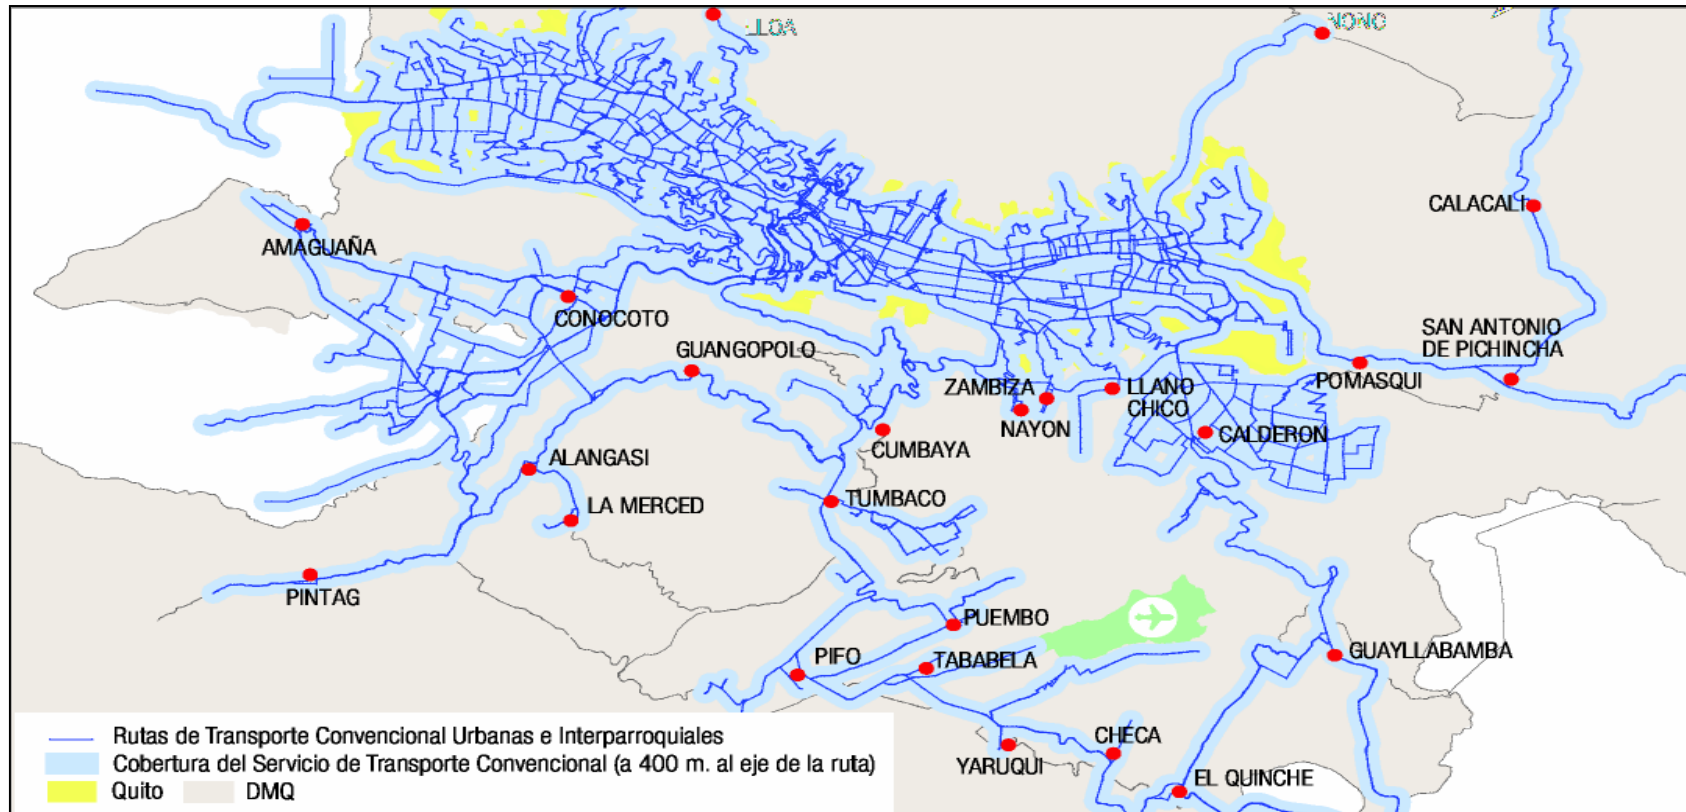 NONO
CALACALI
AMAGUAÑA
CONOCOTO
SAN ANTONIO
DE PICHINCHA
GUANGOPOLO
POMASQUI
ZAMBIZA
LLANO
CHICO
NAYON
CALDERON
CUMBAYA
ALANGASI
TUMBACO
LA MERCED
PINTAG
PUEMBO
PIFO
TABABELA
GUAYLLABAMBA
CHECA
YARUQUI
EL QUINCHE
Rutas de Transporte Convencional Urbanas e Interparroquiales
Cobertura del Servicio de Transporte Convencional (a 400 m. al eje de la ruta)
Quito DMQ